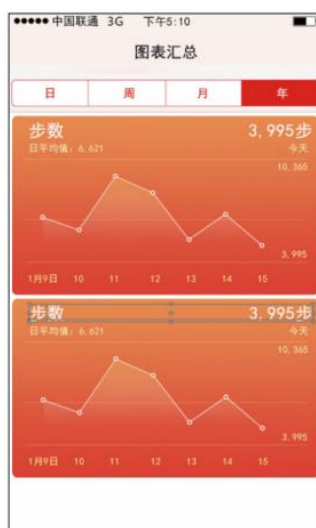 中国联通 3G 下午5:10
图表汇总
日 周 月 年
步数 3,995步
日平均值：6,621 今天
10,365
3,995
1月9日 10 11 12 13 14 15
步数 3,995步
日平均值：6,621 今天
10,365
3,995
1月9日 10 11 12 13 14 15